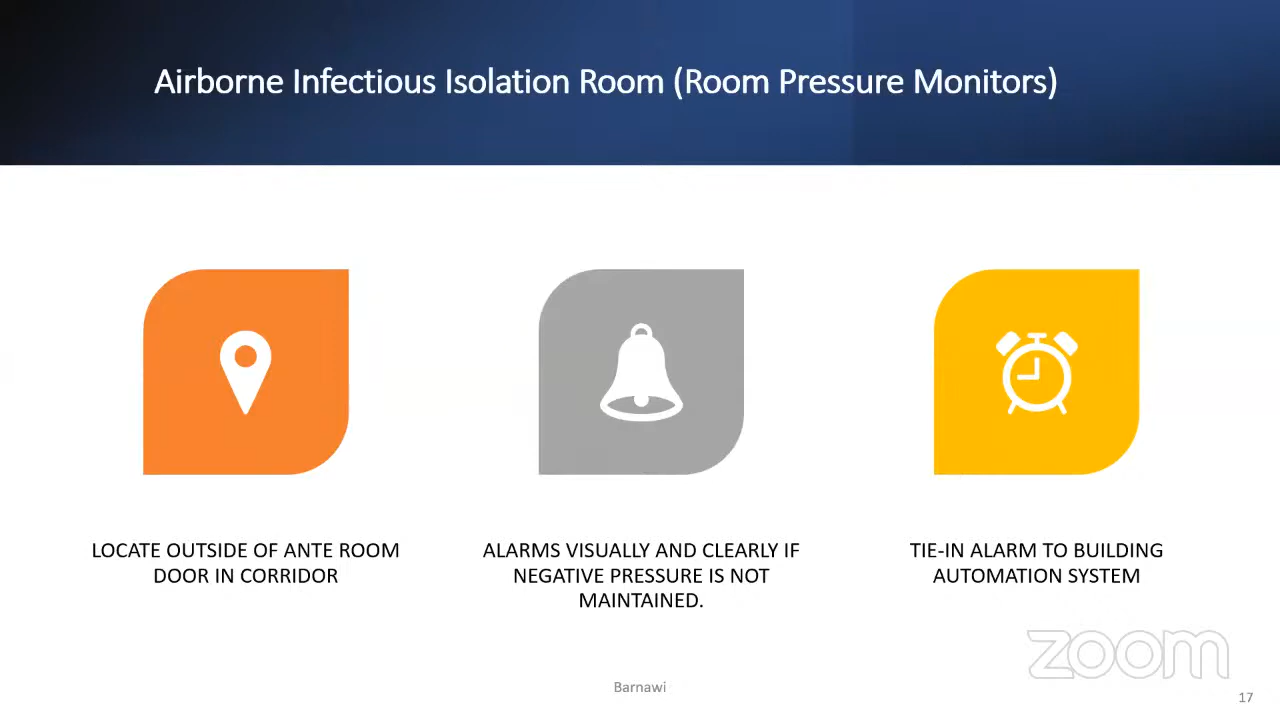 Airborne Infectious Isolation Room (Room Pressure Monitors)
LOCATE OUTSIDE OF ANTE ROOM
DOOR IN CORRIDOR
ALARMS VISUALLY AND CLEARLY IF
NEGATIVE PRESSURE IS NOT
MAINTAINED.
TIE-IN ALARM TO BUILDING
AUTOMATION SYSTEM
zoom
Barnawi
17